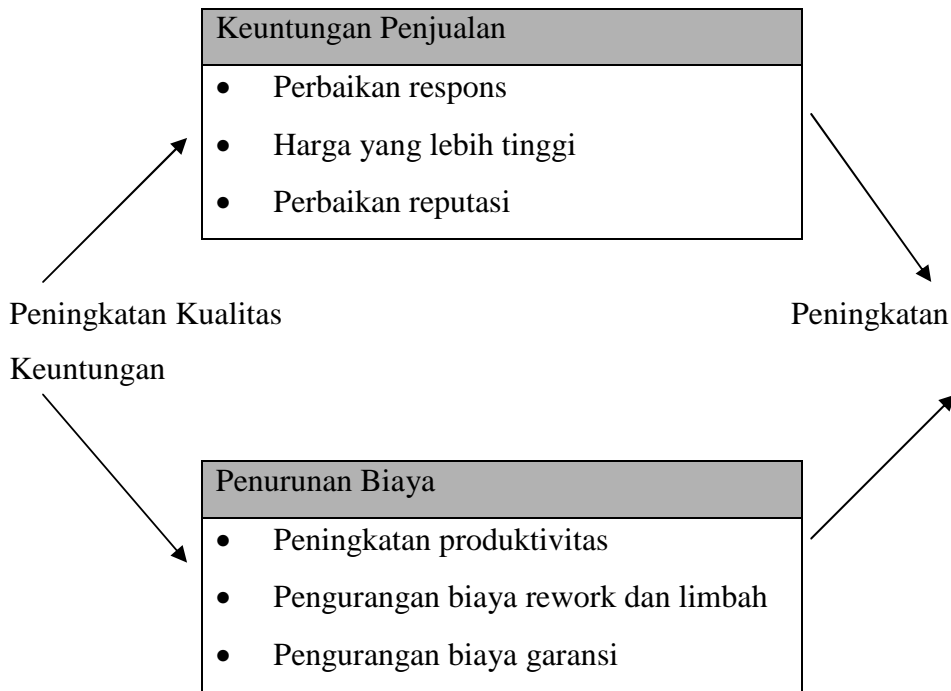 Keuntungan Penjualan
• Perbaikan respons
• Harga yang lebih tinggi
• Perbaikan reputasi
Peningkatan Kualitas Peningkatan
Keuntungan
Penurunan Biaya
• Peningkatan produktivitas
• Pengurangan biaya rework dan limbah
• Pengurangan biaya garansi